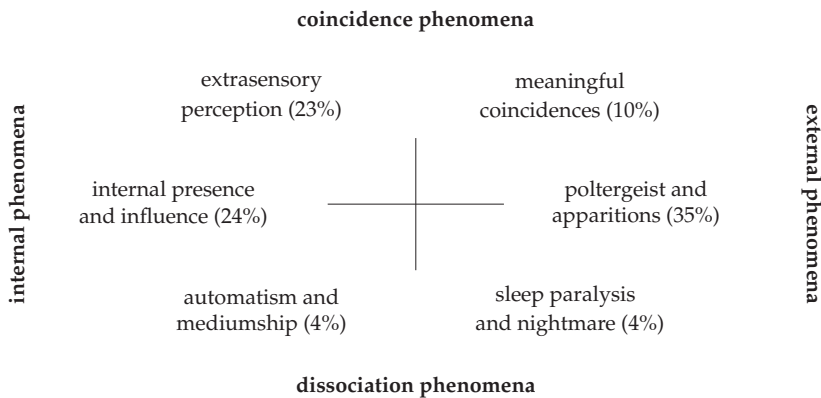 coincidence phenomena
extrasensory
perception (23%)
meaningful
coincidences (10%)
internal phenomena
internal presence
and influence (24%)
poltergeist and
apparitions (35%)
external phenomena
automatism and
mediumship (4%)
sleep paralysis
and nightmare (4%)
dissociation phenomena